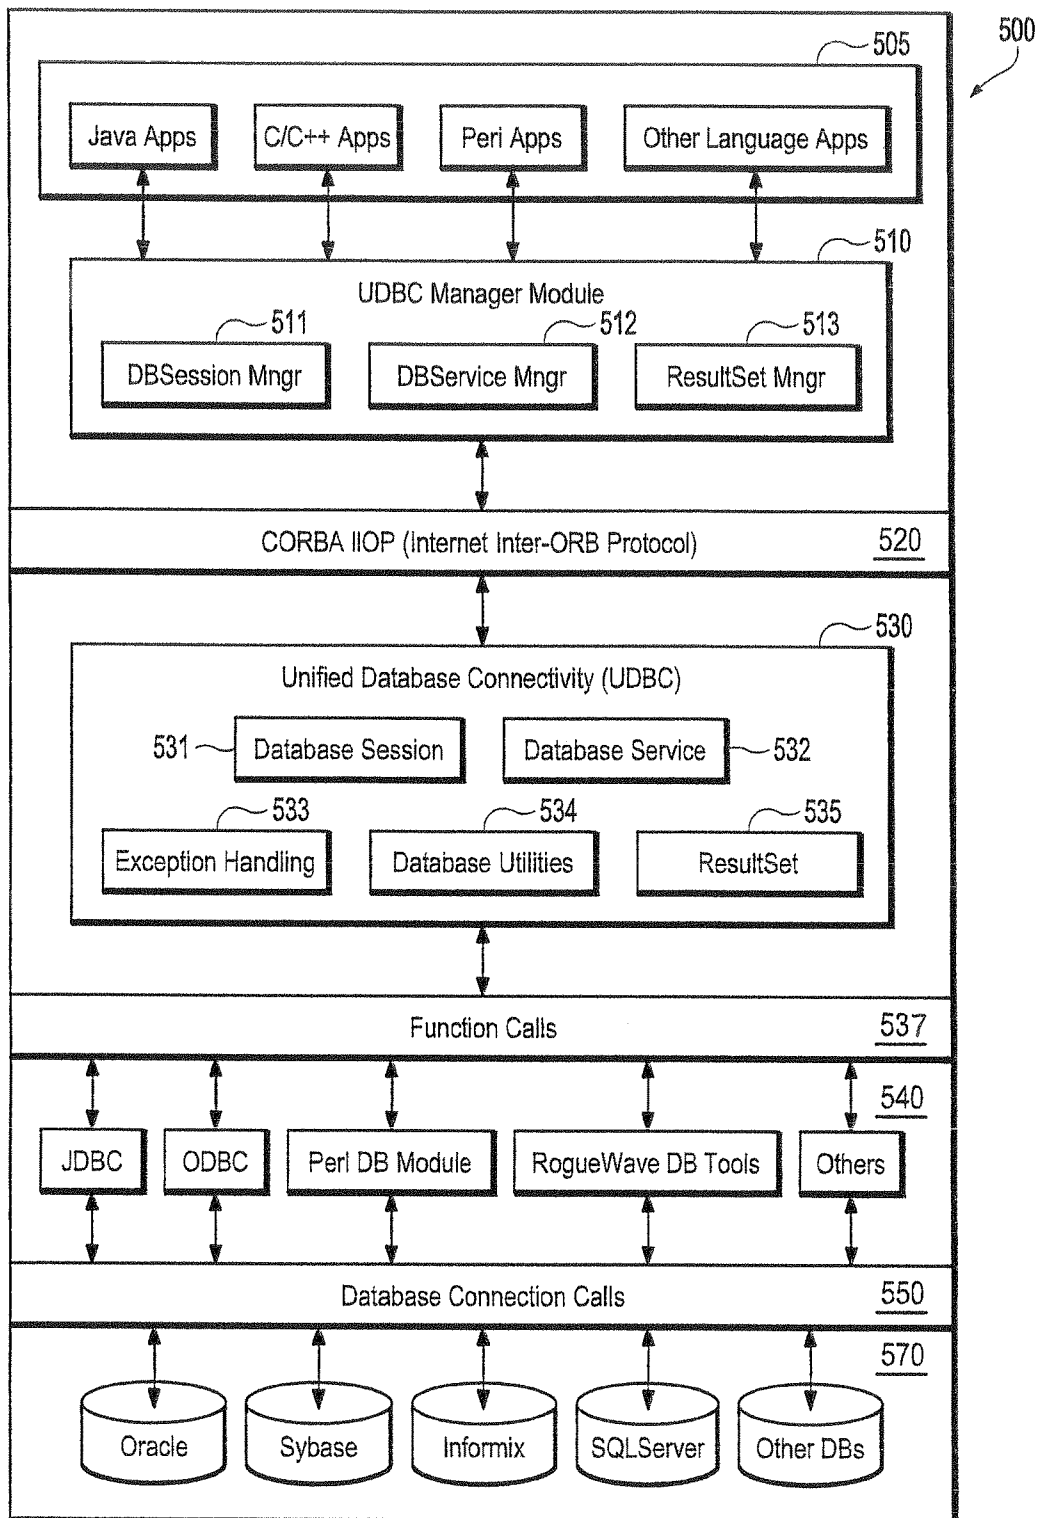 500
505
Java Apps
C/C++ Apps
Peri Apps
Other Language Apps
510
UDBC Manager Module
511
512
513
DBSession Mngr
DBService Mngr
ResultSet Mngr
CORBA IIOP (Internet Inter-ORB Protocol)
520
530
Unified Database Connectivity (UDBC)
531
Database Session
Database Service
532
533
534
535
Exception Handling
Database Utilities
ResultSet
Function Calls
537
540
JDBC
ODBC
Perl DB Module
RogueWave DB Tools
Others
Database Connection Calls
550
570
Oracle
Sybase
Informix
SQLServer
Other DBs